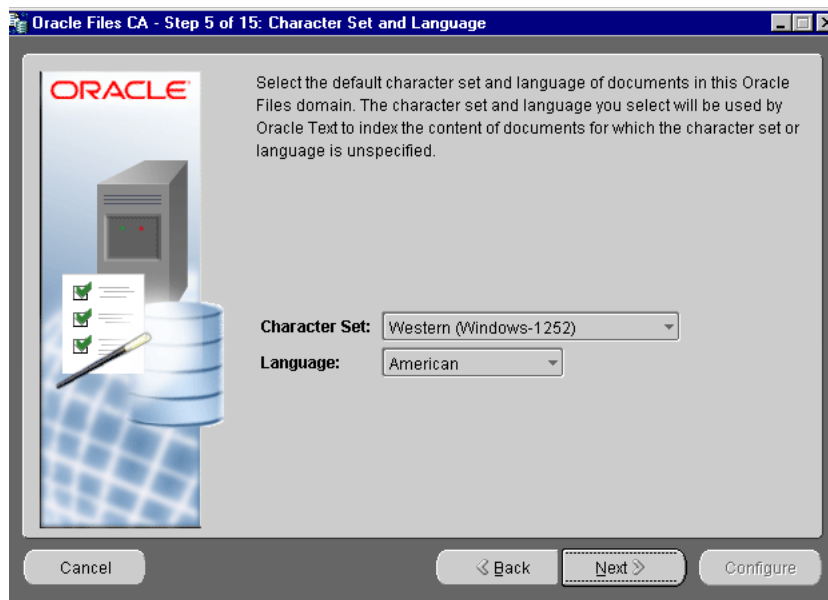 Oracle Files CA - Step 5 of 15: Character Set and Language
ORACLE
Select the default character set and language of documents in this Oracle
Files domain. The character set and language you select will be used by
Oracle Text to index the content of documents for which the character set or
language is unspecified.
Character Set: Western (Windows-1252)
Language: American
Cancel Back Next Configure